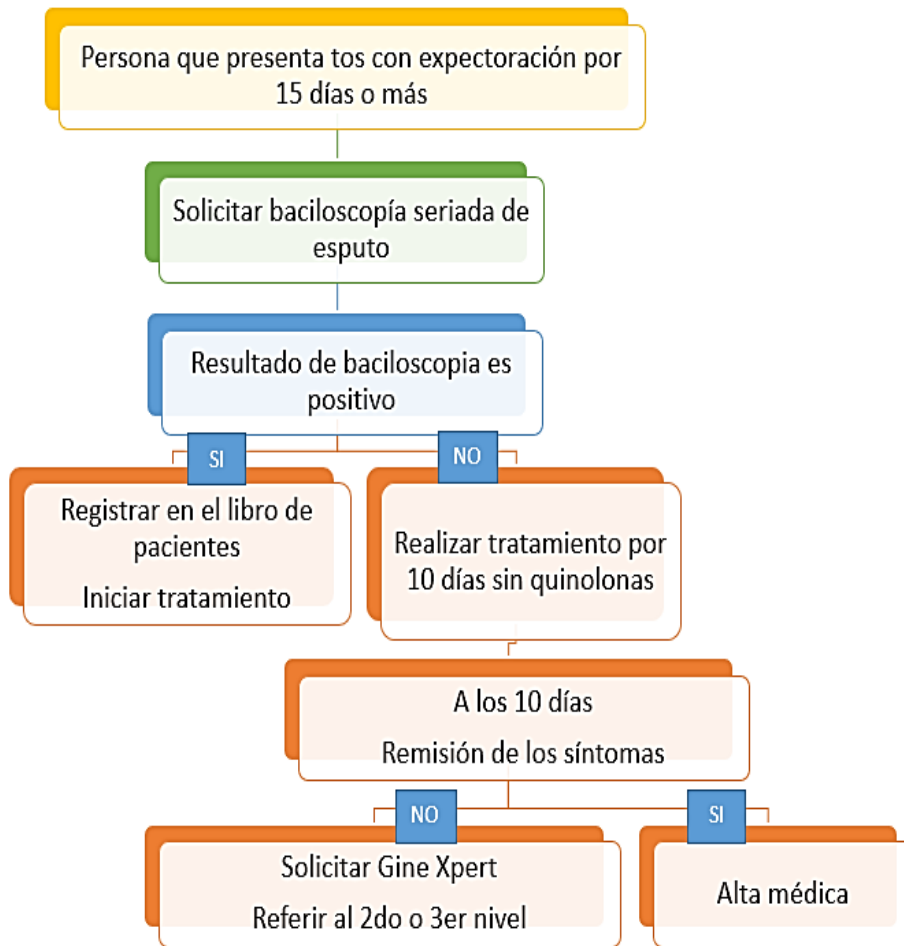 Persona que presenta tos con expectoración por
15 días o más
Solicitar baciloscopía seriada de
esputo
Resultado de baciloscopia es
positivo
SI
NO
Registrar en el libro de
pacientes
Iniciar tratamiento
Realizar tratamiento por
10 días sin quinolonas
A los 10 días
Remisión de los síntomas
NO
SI
Solicitar Gine Xpert
Referir al 2do o 3er nivel
Alta médica